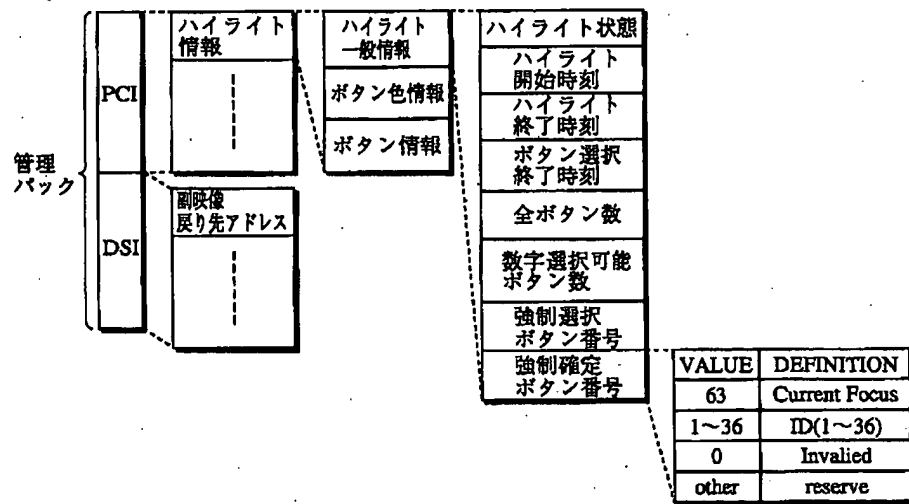 管理
パック
PCI
DSI
ハイライト
情報
副映像
戻り先アドレス
ハイライト
一般情報
ボタン色情報
ボタン情報
ハイライト状態
ハイライト
開始時刻
ハイライト
終了時刻
ボタン選択
終了時刻
全ボタン数
数字選択可能
ボタン数
強制選択
ボタン番号
強制確定
ボタン番号
VALUE DEFINITION
63 Current Focus
1~36 ID(1~36)
0 Invalied
other reserve